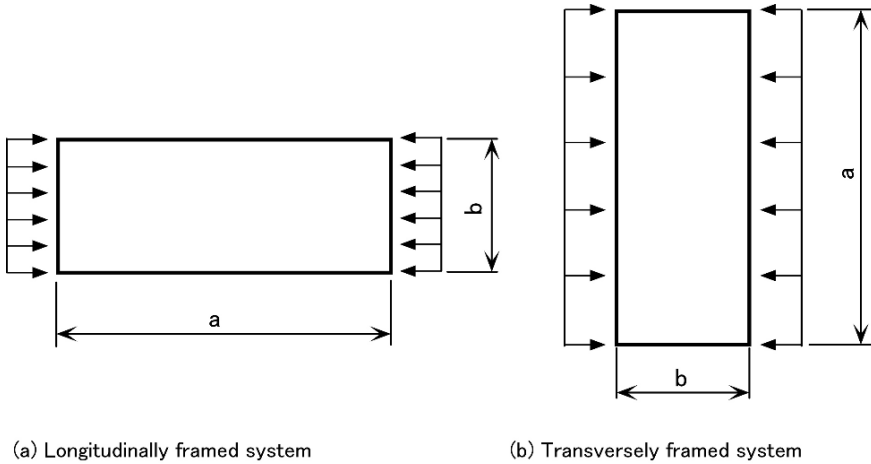 a
b
a
b
(a) Longitudinally framed system
(b) Transversely framed system